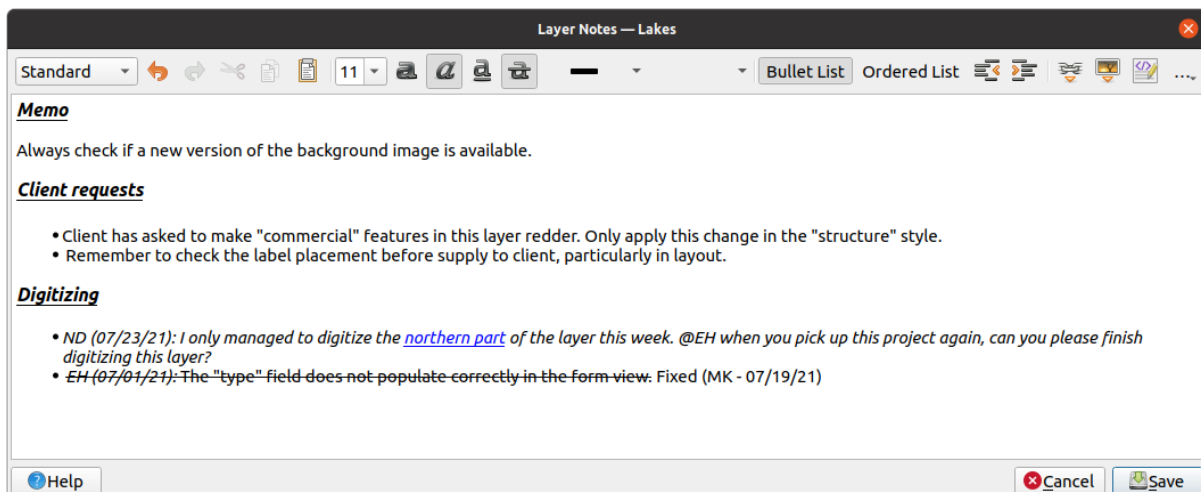 Layer Notes — Lakes
Standard 11 a a a a Bullet List Ordered List ...
Memo
Always check if a new version of the background image is available.
Client requests
• Client has asked to make "commercial" features in this layer redder. Only apply this change in the "structure" style.
• Remember to check the label placement before supply to client, particularly in layout.
Digitizing
• ND (07/23/21): I only managed to digitize the northern part of the layer this week. @EH when you pick up this project again, can you please finish
digitizing this layer?
• EH (07/01/21): The "type" field does not populate correctly in the form view. Fixed (MK - 07/19/21)
Help Cancel Save